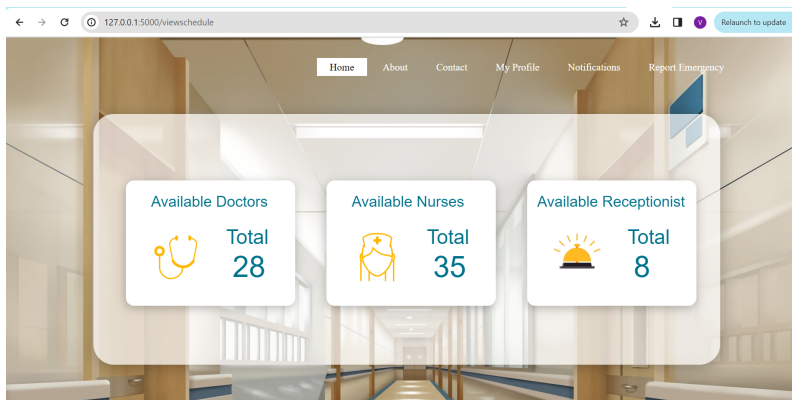 127.0.0.1:5000/viewschedule
V
Relaunch to update
Home About Contact My Profile Notifications Report Emergency
Available Doctors
Total
28
Available Nurses
Total
35
Available Receptionist
Total
8